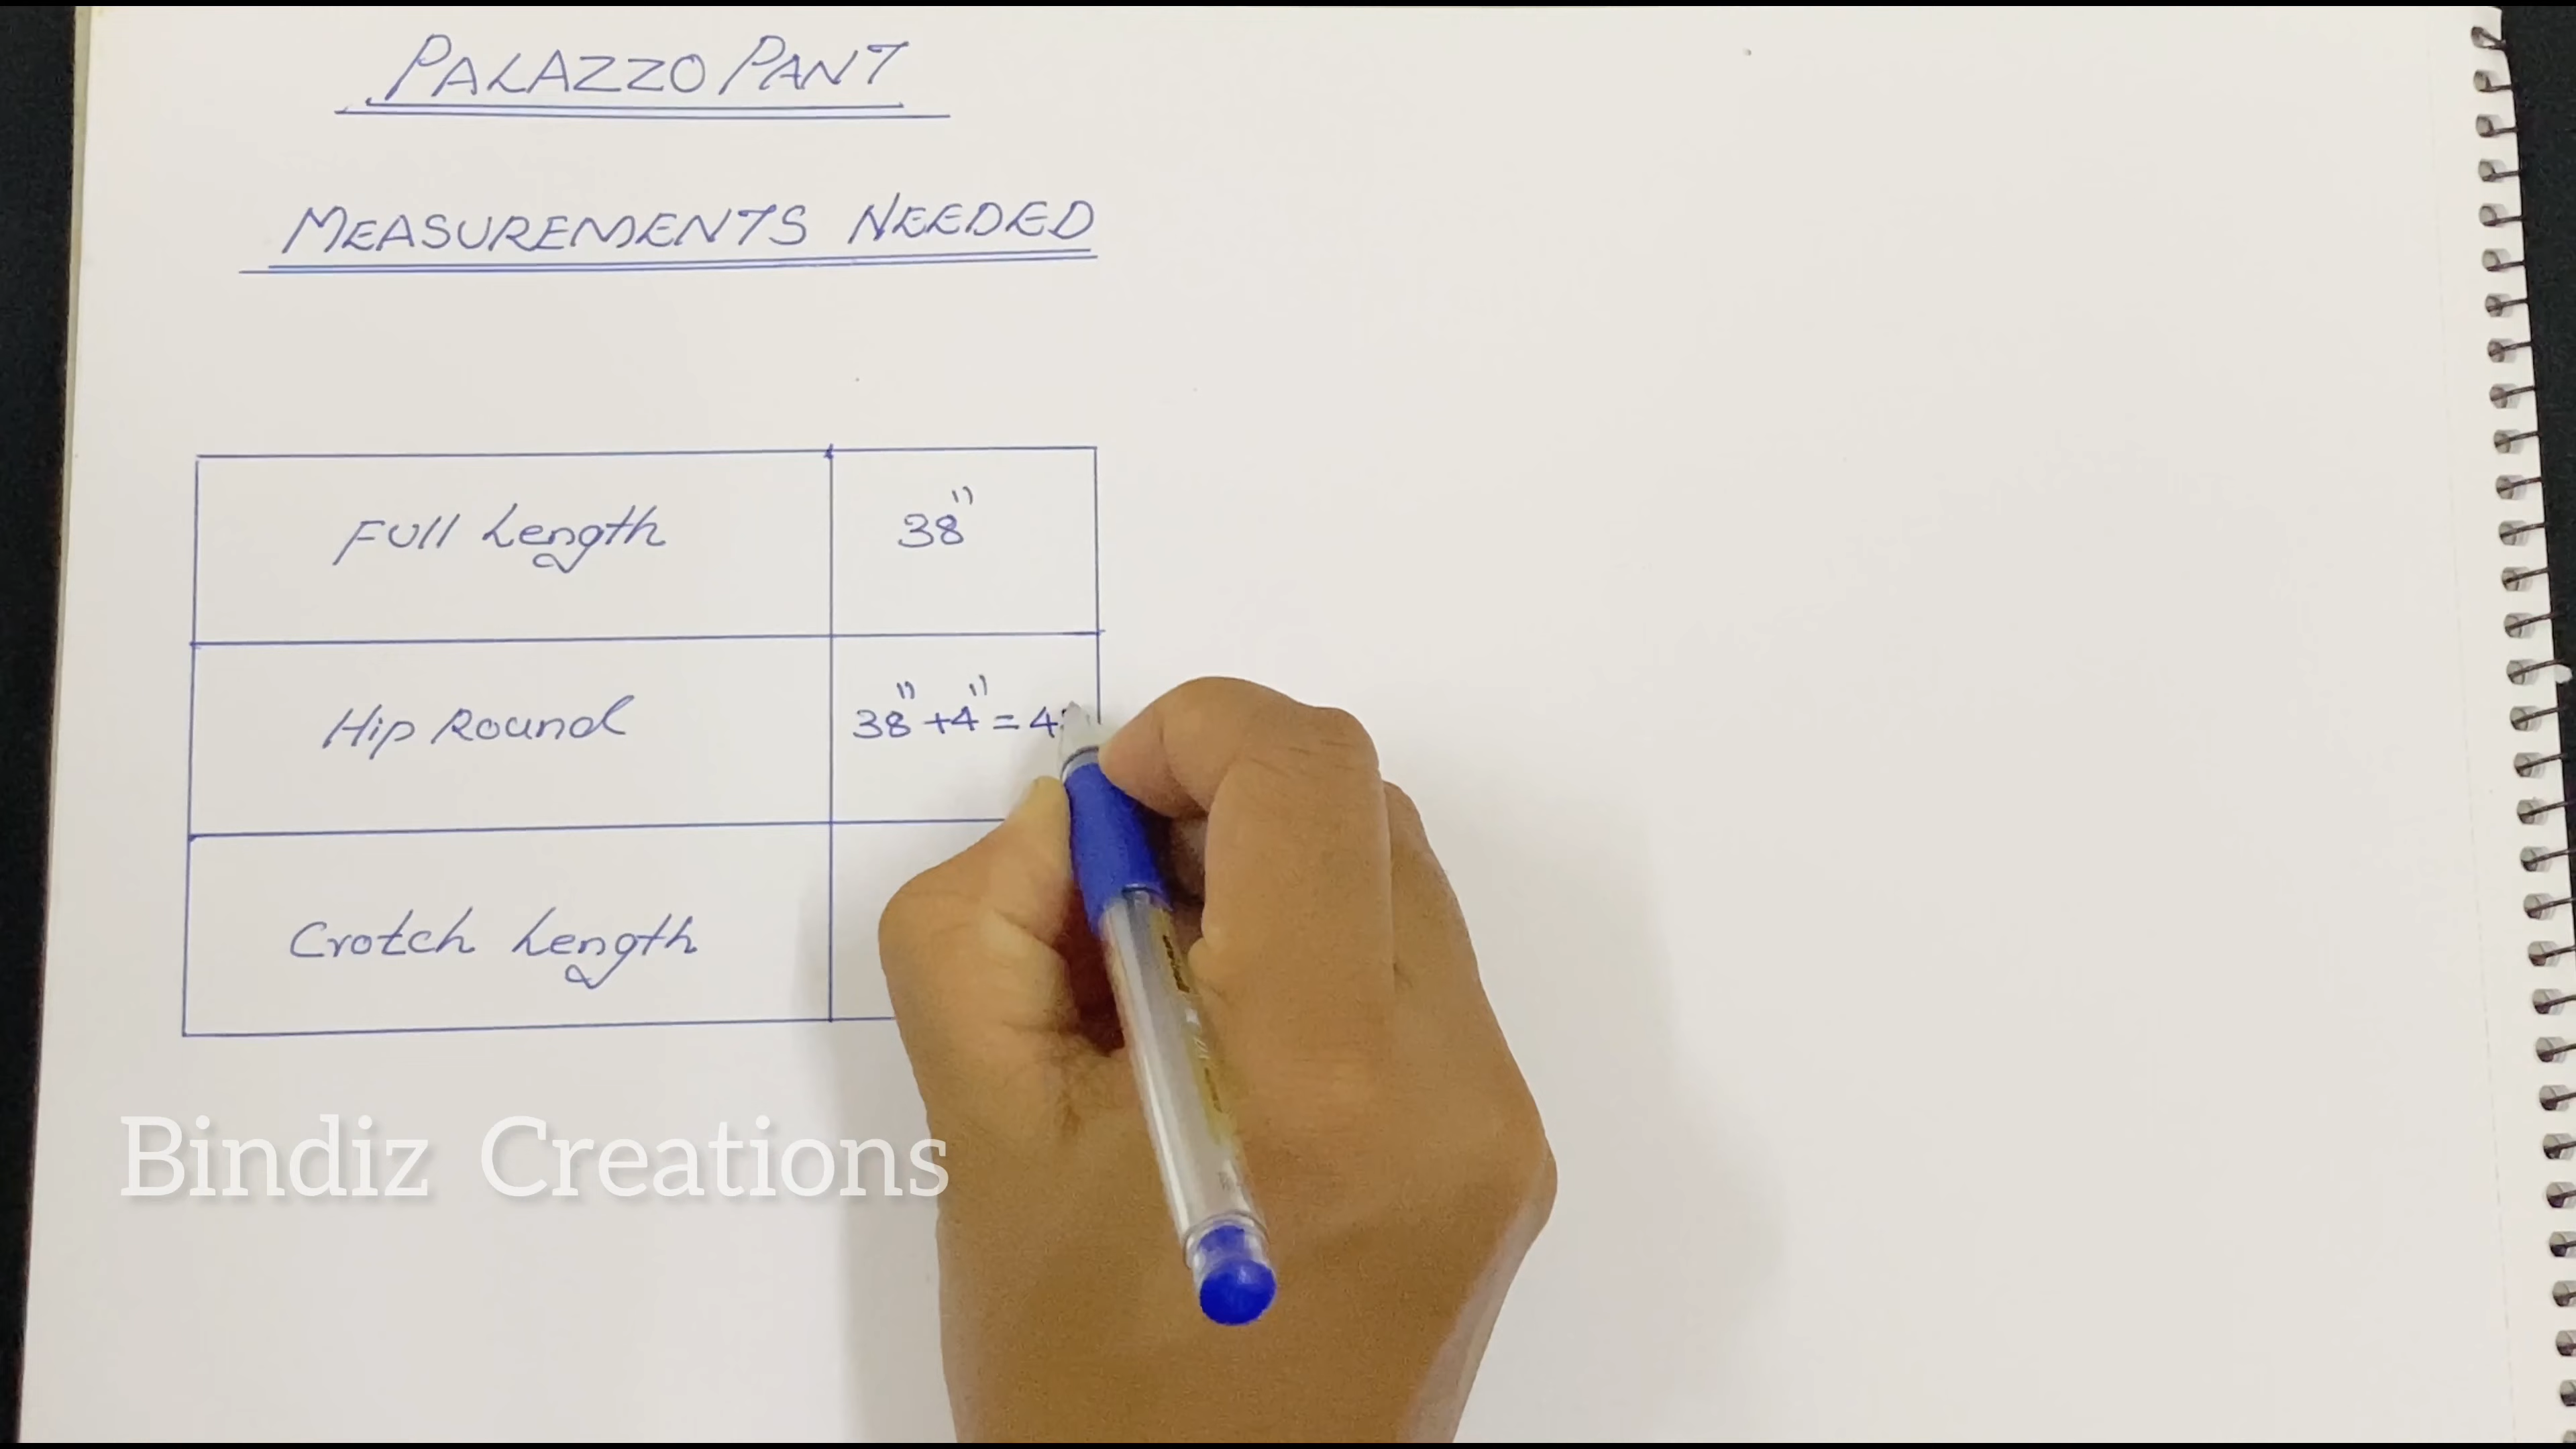 PALAZZO PANT
MEASUREMENTS NEEDED
Full Length 38"
Hip Round 38" + 4" = 4
Crotch Length
Bindiz Creations